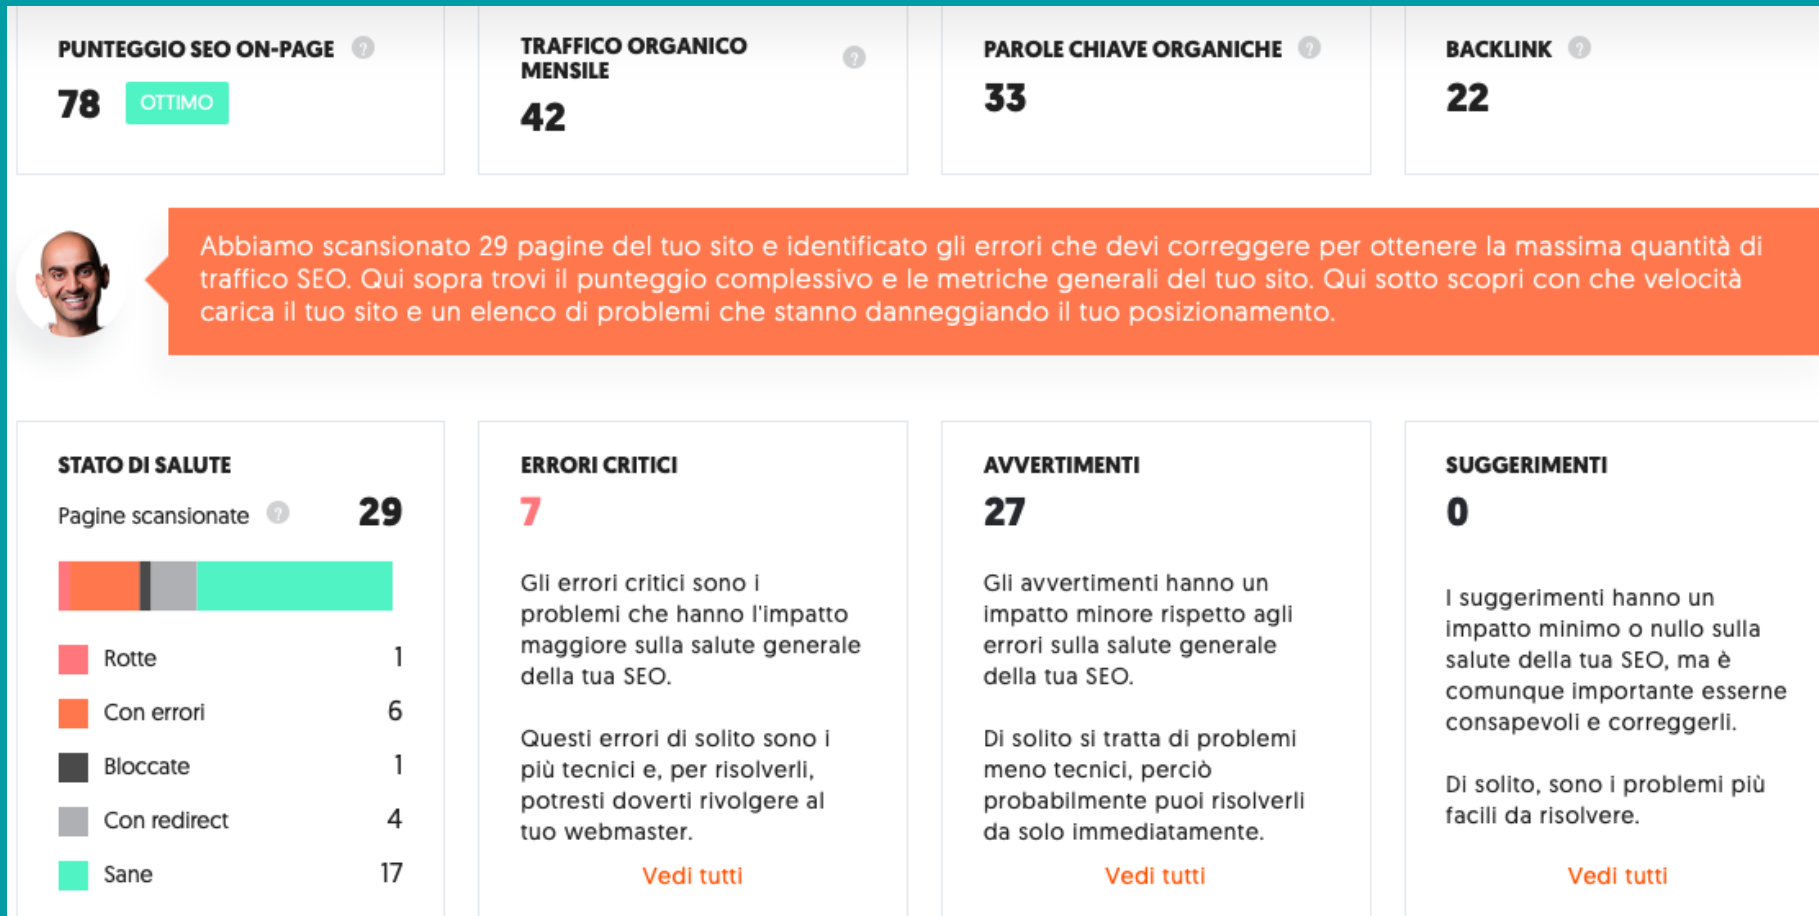 PUNTEGGIO SEO ON-PAGE ?
78 OTTIMO
TRAFFICO ORGANICO
MENSILE ?
42
PAROLE CHIAVE ORGANICHE ?
33
BACKLINK ?
22
Abbiamo scansionato 29 pagine del tuo sito e identificato gli errori che devi correggere per ottenere la massima quantità di
traffico SEO. Qui sopra trovi il punteggio complessivo e le metriche generali del tuo sito. Qui sotto scopri con che velocità
carica il tuo sito e un elenco di problemi che stanno danneggiando il tuo posizionamento.
STATO DI SALUTE
Pagine scansionate ? 29
Rotte 1
Con errori 6
Bloccate 1
Con redirect 4
Sane 17
ERRORI CRITICI
7
Gli errori critici sono i
problemi che hanno l'impatto
maggiore sulla salute generale
della tua SEO.
Questi errori di solito sono i
più tecnici e, per risolverli,
potresti doverti rivolgere al
tuo webmaster.
Vedi tutti
AVVERTIMENTI
27
Gli avvertimenti hanno un
impatto minore rispetto agli
errori sulla salute generale
della tua SEO.
Di solito si tratta di problemi
meno tecnici, perciò
probabilmente puoi risolverli
da solo immediatamente.
Vedi tutti
SUGGERIMENTI
0
I suggerimenti hanno un
impatto minimo o nullo sulla
salute della tua SEO, ma è
comunque importante esserne
consapevoli e correggerli.
Di solito, sono i problemi più
facili da risolvere.
Vedi tutti